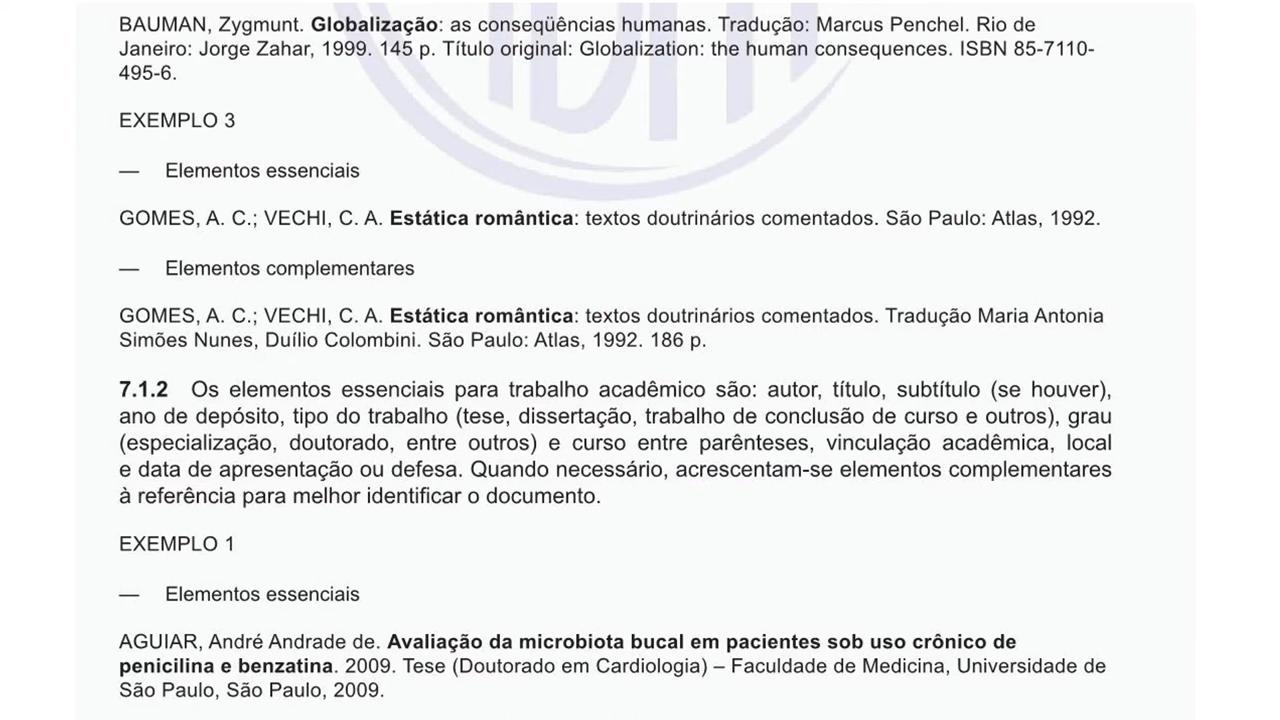 BAUMAN, Zygmunt. Globalização: as conseqüências humanas. Tradução: Marcus Penchel. Rio de
Janeiro: Jorge Zahar, 1999. 145 p. Título original: Globalization: the human consequences. ISBN 85-7110-
495-6.
EXEMPLO 3
— Elementos essenciais
GOMES, A. C.; VECHI, C. A. Estática romântica: textos doutrinários comentados. São Paulo: Atlas, 1992.
— Elementos complementares
GOMES, A. C.; VECHI, C. A. Estática romântica: textos doutrinários comentados. Tradução Maria Antonia
Simões Nunes, Duílio Colombini. São Paulo: Atlas, 1992. 186 p.
7.1.2 Os elementos essenciais para trabalho acadêmico são: autor, título, subtítulo (se houver),
ano de depósito, tipo do trabalho (tese, dissertação, trabalho de conclusão de curso e outros), grau
(especialização, doutorado, entre outros) e curso entre parênteses, vinculação acadêmica, local
e data de apresentação ou defesa. Quando necessário, acrescentam-se elementos complementares
à referência para melhor identificar o documento.
EXEMPLO 1
— Elementos essenciais
AGUIAR, André Andrade de. Avaliação da microbiota bucal em pacientes sob uso crônico de
penicilina e benzatina. 2009. Tese (Doutorado em Cardiologia) – Faculdade de Medicina, Universidade de
São Paulo, São Paulo, 2009.